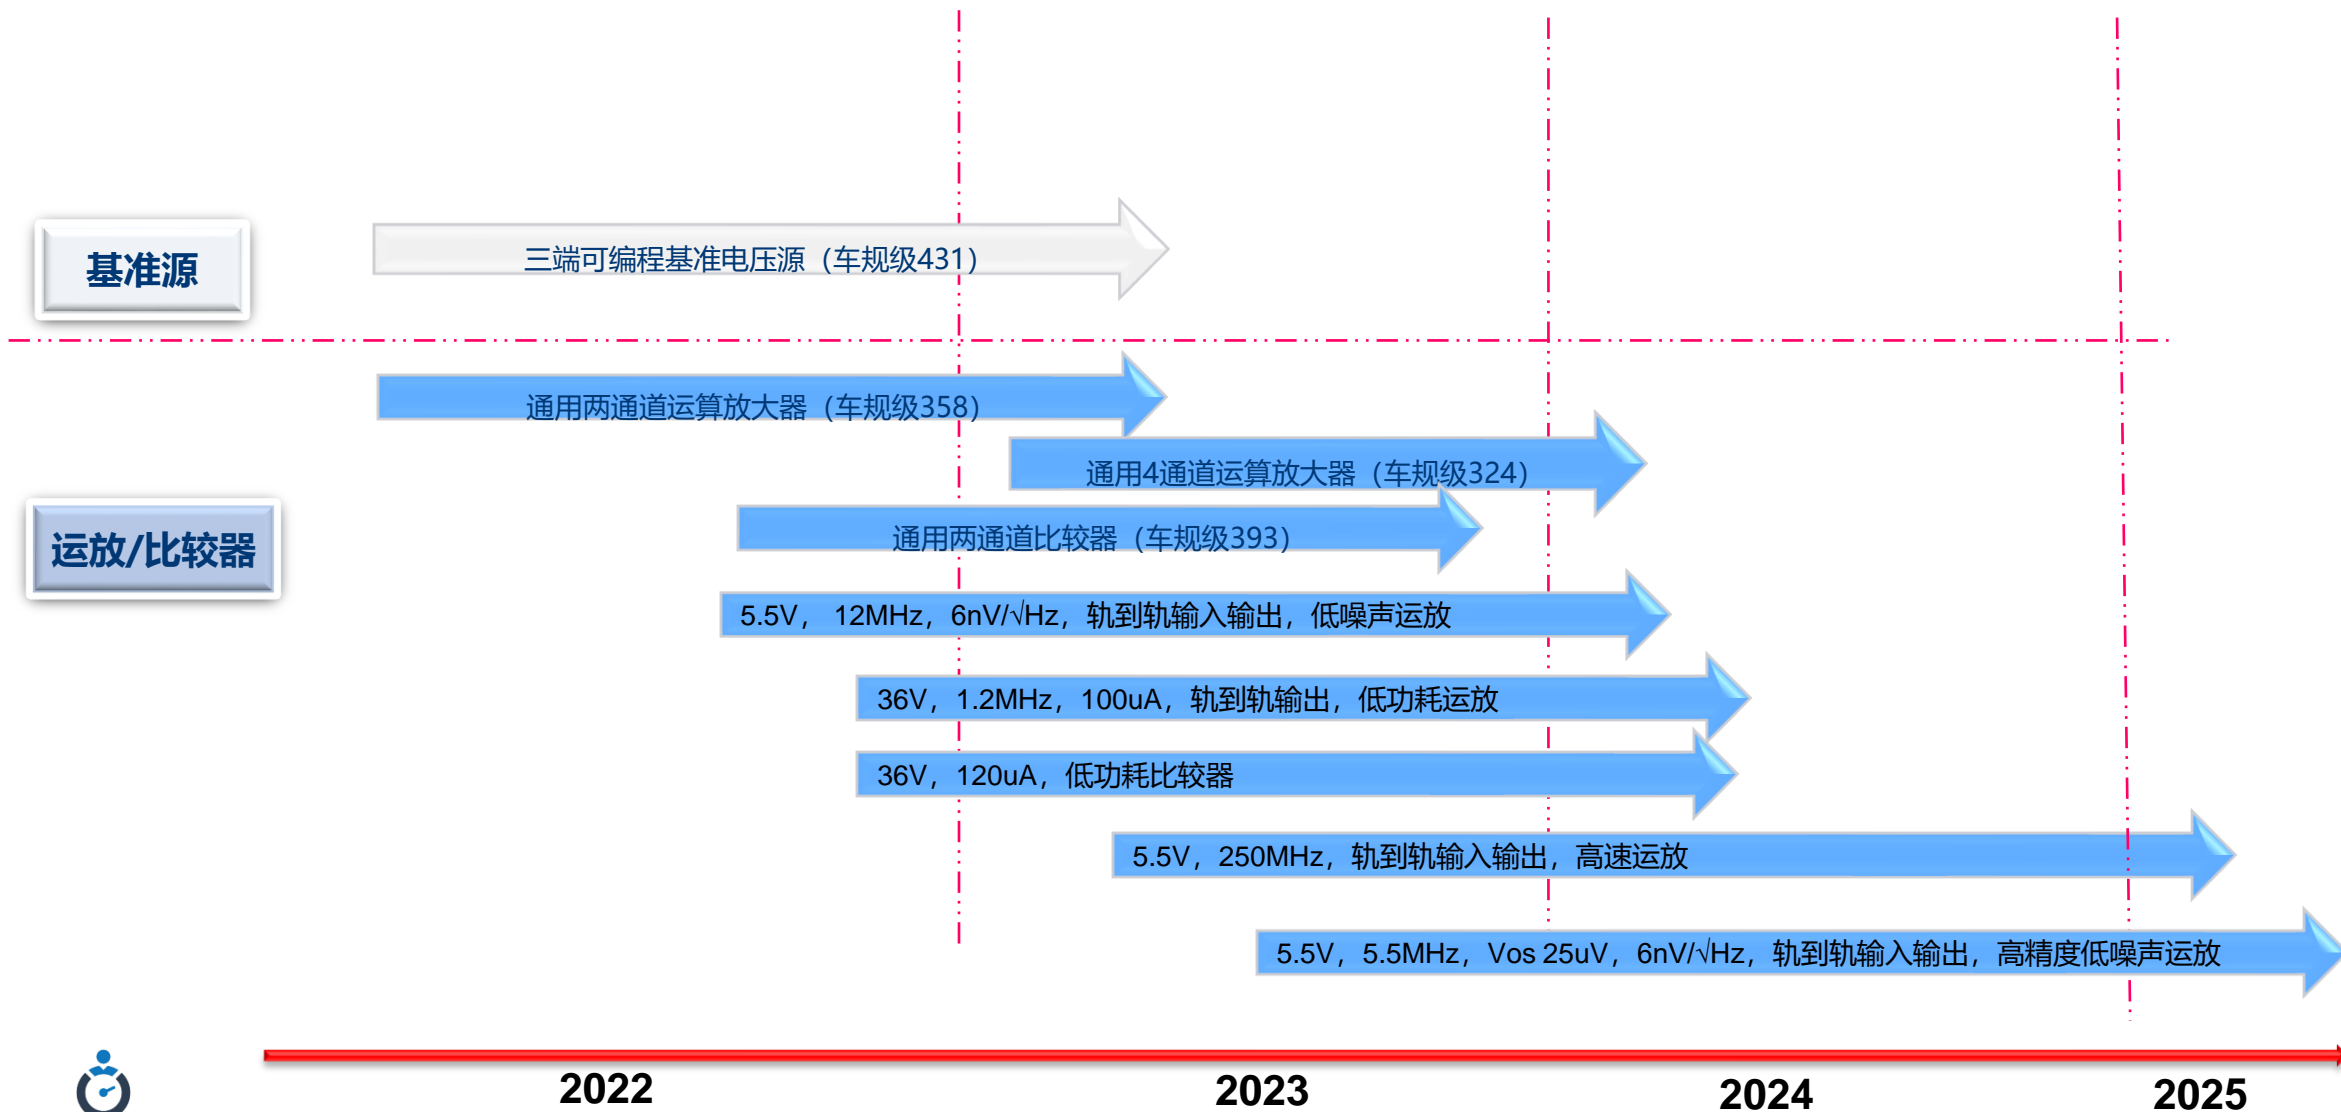 基准源
三端可编程基准电压源（车规级431）
通用两通道运算放大器（车规级358）
通用4通道运算放大器（车规级324）
运放/比较器
通用两通道比较器（车规级393）
5.5V， 12MHz，6nV/√Hz，轨到轨输入输出，低噪声运放
36V，1.2MHz，100uA，轨到轨输出，低功耗运放
36V，120uA，低功耗比较器
5.5V，250MHz，轨到轨输入输出，高速运放
5.5V，5.5MHz，Vos 25uV，6nV/√Hz，轨到轨输入输出，高精度低噪声运放
2022
2023
2024
2025